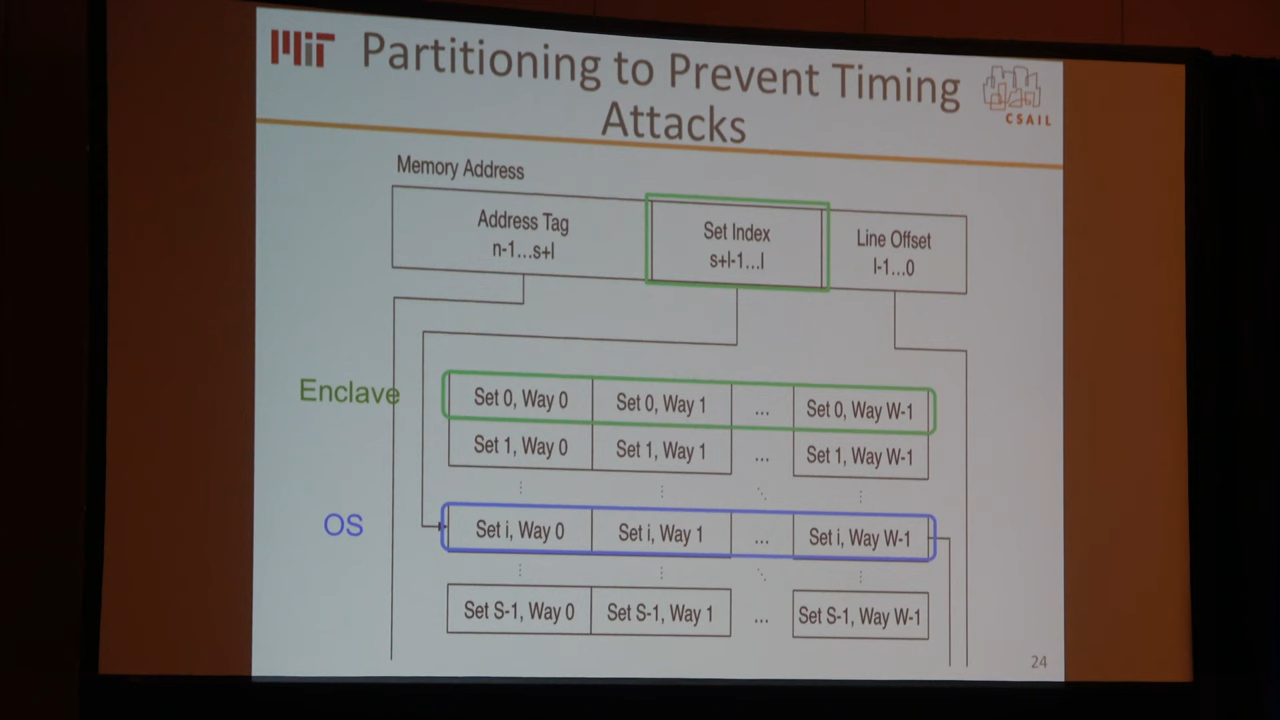 MIT
Partitioning to Prevent Timing
Attacks
CSAIL
Memory Address
Address Tag
n-1...s+l
Set Index
s+l-1...l
Line Offset
l-1...0
Enclave
Set 0, Way 0
Set 0, Way 1
...
Set 0, Way W-1
Set 1, Way 0
Set 1, Way 1
...
Set 1, Way W-1
OS
Set i, Way 0
Set i, Way 1
...
Set i, Way W-1
Set S-1, Way 0
Set S-1, Way 1
...
Set S-1, Way W-1
24